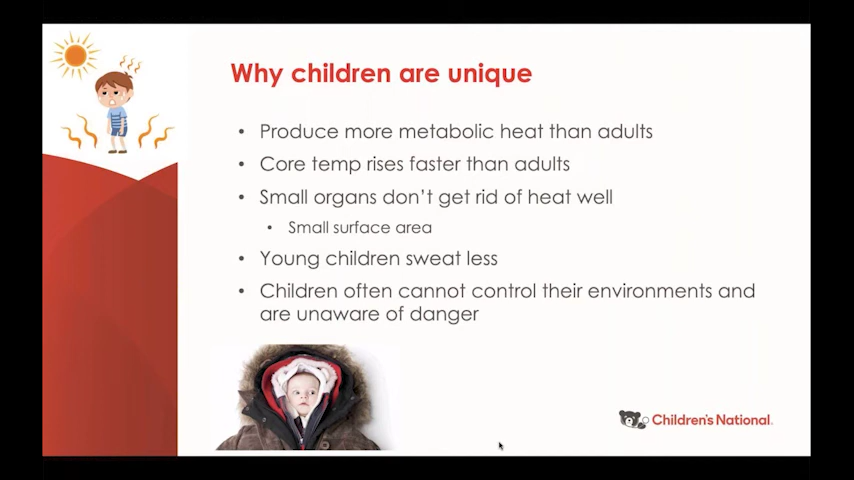 Why children are unique
• Produce more metabolic heat than adults
• Core temp rises faster than adults
• Small organs don't get rid of heat well
• Small surface area
• Young children sweat less
• Children often cannot control their environments and
are unaware of danger
Children's National.